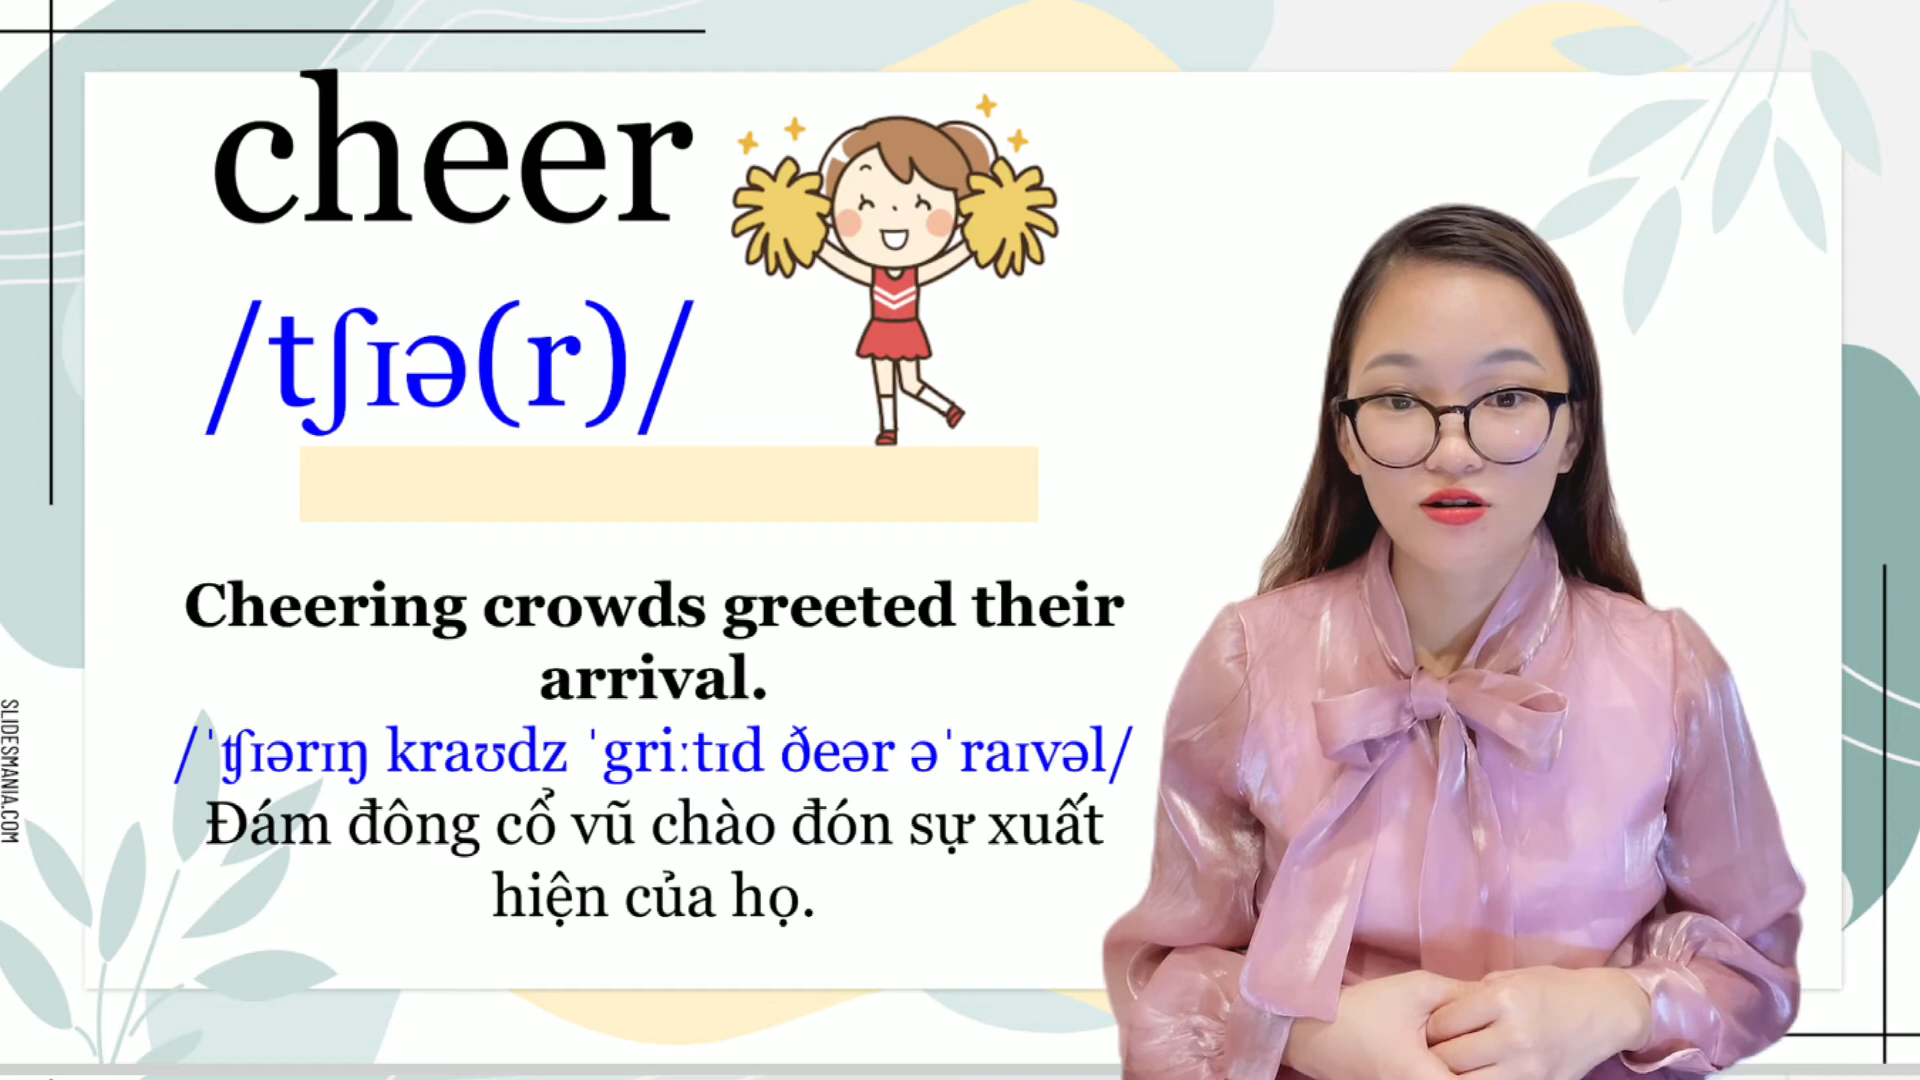 cheer
/tʃɪə(r)/
Cheering crowds greeted their
arrival.
/ˈʧɪərɪŋ kraʊdz ˈgriːtɪd ðeər əˈraɪvəl/
Đám đông cổ vũ chào đón sự xuất
hiện của họ.
SLIDESMANIA.COM